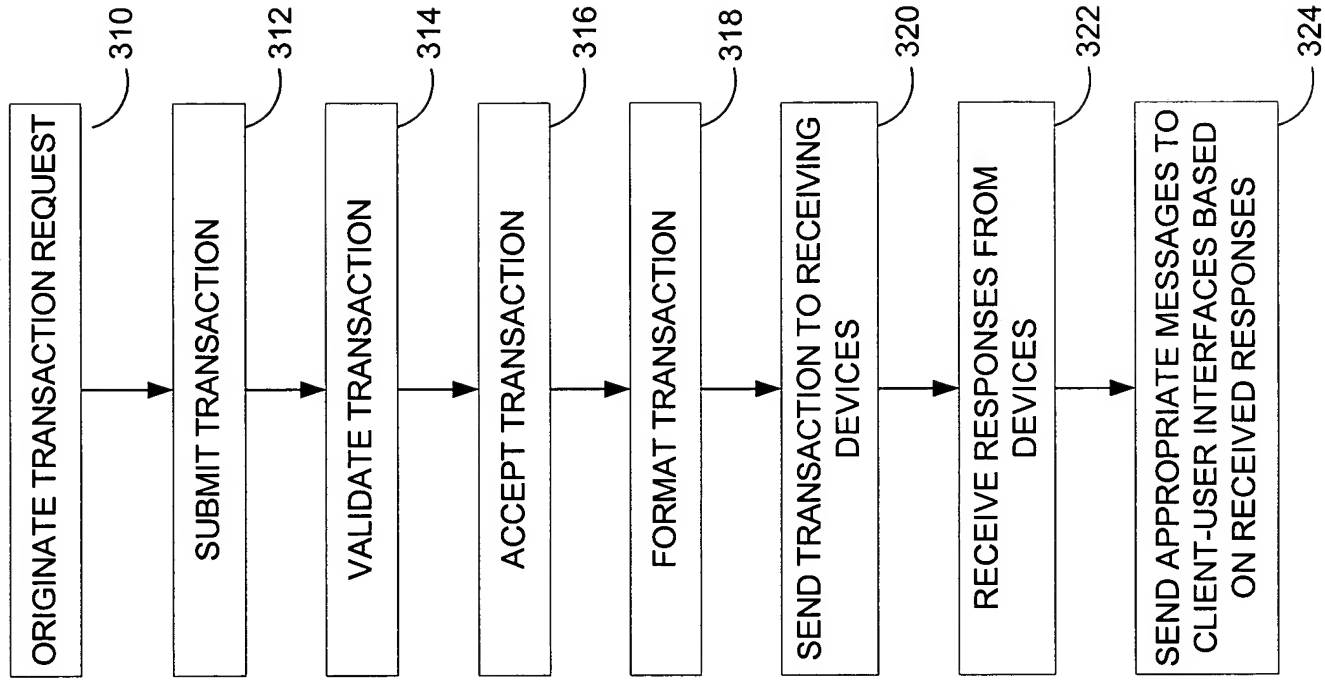 ORIGINATE TRANSACTION REQUEST
310
SUBMIT TRANSACTION
312
VALIDATE TRANSACTION
314
ACCEPT TRANSACTION
316
FORMAT TRANSACTION
318
SEND TRANSACTION TO RECEIVING
DEVICES
320
RECEIVE RESPONSES FROM
DEVICES
322
SEND APPROPRIATE MESSAGES TO
CLIENT-USER INTERFACES BASED
ON RECEIVED RESPONSES
324